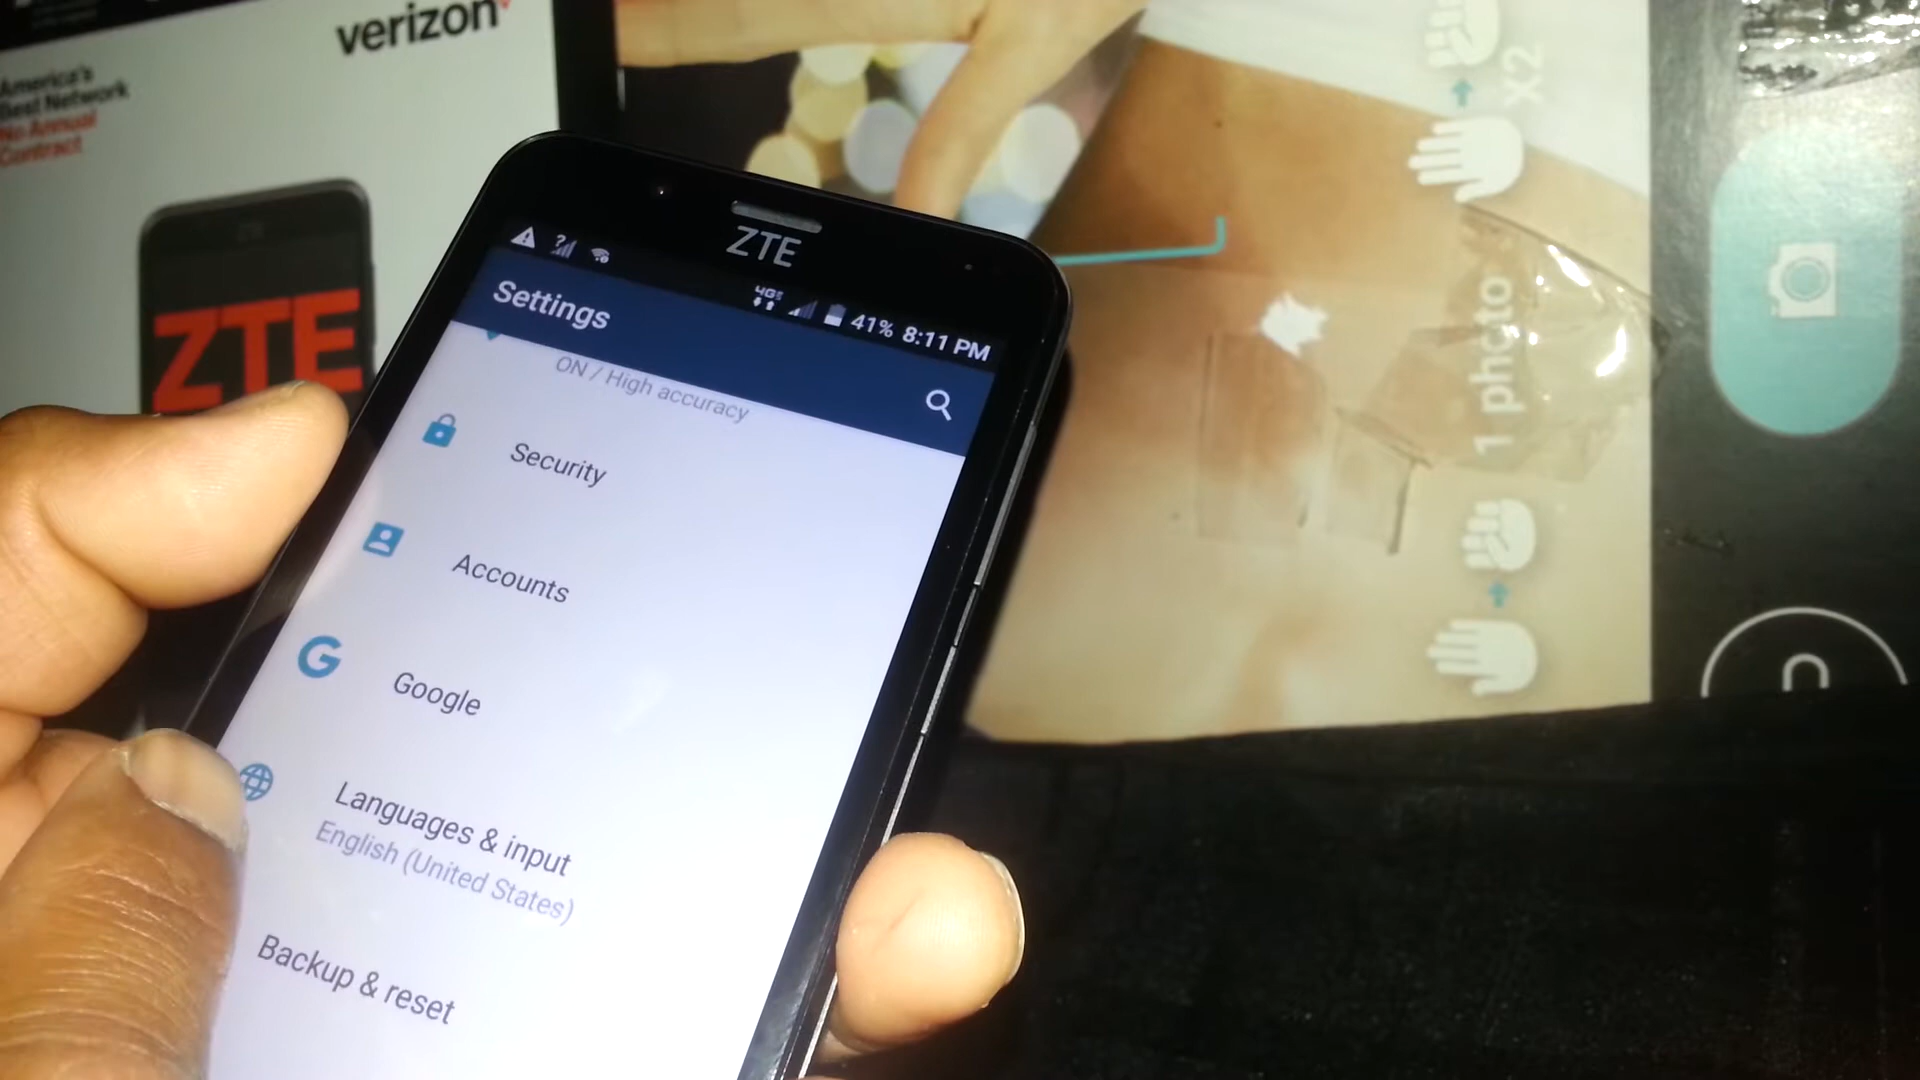 verizon
America's
Best Network
No Annual
Contract
ZTE
ZTE
4G
41% 8:11 PM
Settings
ON / High accuracy
Security
Accounts
Google
Languages & input
English (United States)
Backup & reset
X2
1 photo